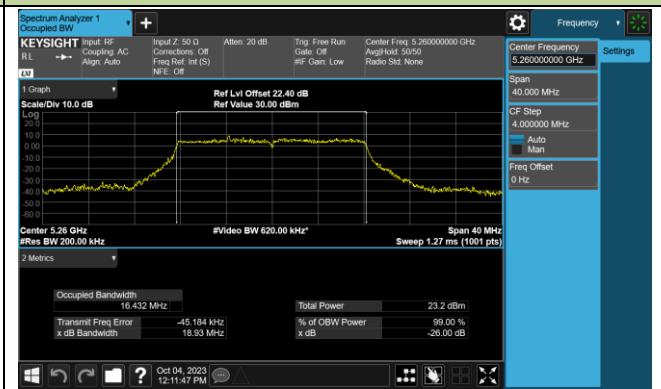 Spectrum Analyzer 1
Occupied BW
+
Frequency
KEYSIGHT Input: RF Input Z: 50 Ω Atten: 20 dB Trig: Free Run Center Freq: 5.260000000 GHz
RL Coupling: AC Corrections: Off Gate: Off Avg|Hold: 50/50
Align: Auto Freq Ref: Int (S) #IF Gain: Low Radio Std: None
NFE: Off
Center Frequency
5.260000000 GHz
Settings
Span
40.000 MHz
CF Step
4.000000 MHz
Auto
Man
Freq Offset
0 Hz
1 Graph
Ref Lvl Offset 22.40 dB
Scale/Div 10.0 dB Ref Value 30.00 dBm
Log
20.0
10.0
0.00
-10.0
-20.0
-30.0
-40.0
-50.0
-60.0
Center 5.26 GHz #Video BW 620.00 kHz* Span 40 MHz
#Res BW 200.00 kHz Sweep 1.27 ms (1001 pts)
2 Metrics
Occupied Bandwidth
16.432 MHz Total Power 23.2 dBm
Transmit Freq Error -45.184 kHz % of OBW Power 99.00 %
x dB Bandwidth 18.93 MHz x dB -26.00 dB
? Oct 04, 2023
12:11:47 PM